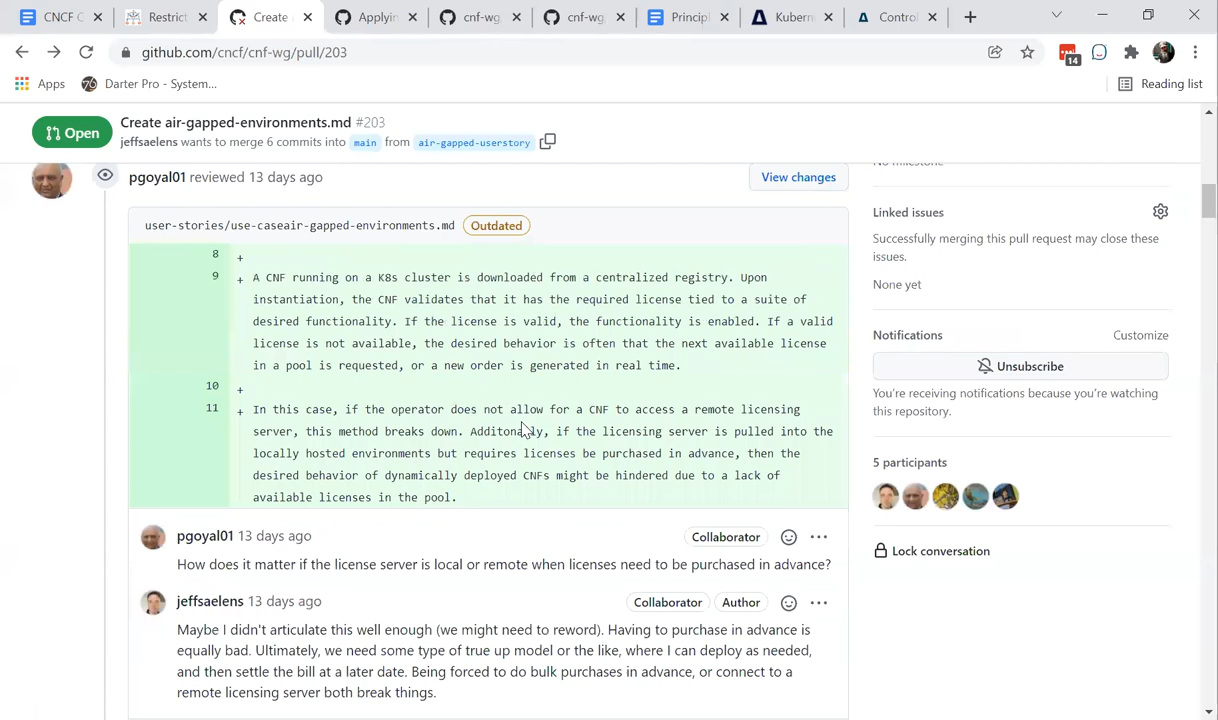 CNCF C
Restrict
Create
Applyin
cnf-wg
cnf-wg
Princip
Kubern
Control
github.com/cncf/cnf-wg/pull/203
14
Apps
Darter Pro - System...
Reading list
Open
Create air-gapped-environments.md #203
jeffsaelens wants to merge 6 commits into main from air-gapped-userstory
pgoyal01 reviewed 13 days ago
View changes
user-stories/use-caseair-gapped-environments.md Outdated
8 +
9 + A CNF running on a K8s cluster is downloaded from a centralized registry. Upon
instantiation, the CNF validates that it has the required license tied to a suite of
desired functionality. If the license is valid, the functionality is enabled. If a valid
license is not available, the desired behavior is often that the next available license
in a pool is requested, or a new order is generated in real time.
10 +
11 + In this case, if the operator does not allow for a CNF to access a remote licensing
server, this method breaks down. Additonally, if the licensing server is pulled into the
locally hosted environments but requires licenses be purchased in advance, then the
desired behavior of dynamically deployed CNFs might be hindered due to a lack of
available licenses in the pool.
pgoyal01 13 days ago
Collaborator
How does it matter if the license server is local or remote when licenses need to be purchased in advance?
jeffsaelens 13 days ago
Collaborator Author
Maybe I didn't articulate this well enough (we might need to reword). Having to purchase in advance is
equally bad. Ultimately, we need some type of true up model or the like, where I can deploy as needed,
and then settle the bill at a later date. Being forced to do bulk purchases in advance, or connect to a
remote licensing server both break things.
No milestone
Linked issues
Successfully merging this pull request may close these
issues.
None yet
Notifications
Customize
Unsubscribe
You're receiving notifications because you're watching
this repository.
5 participants
Lock conversation